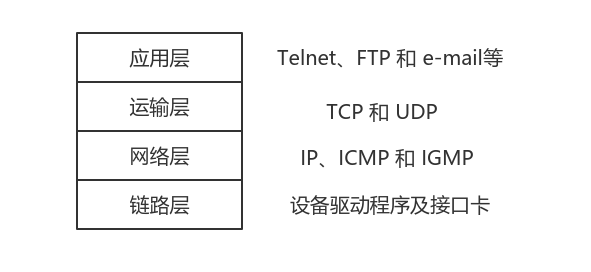 应用层 Telnet、FTP 和 e-mail等
运输层 TCP 和 UDP
网络层 IP、ICMP 和 IGMP
链路层 设备驱动程序及接口卡